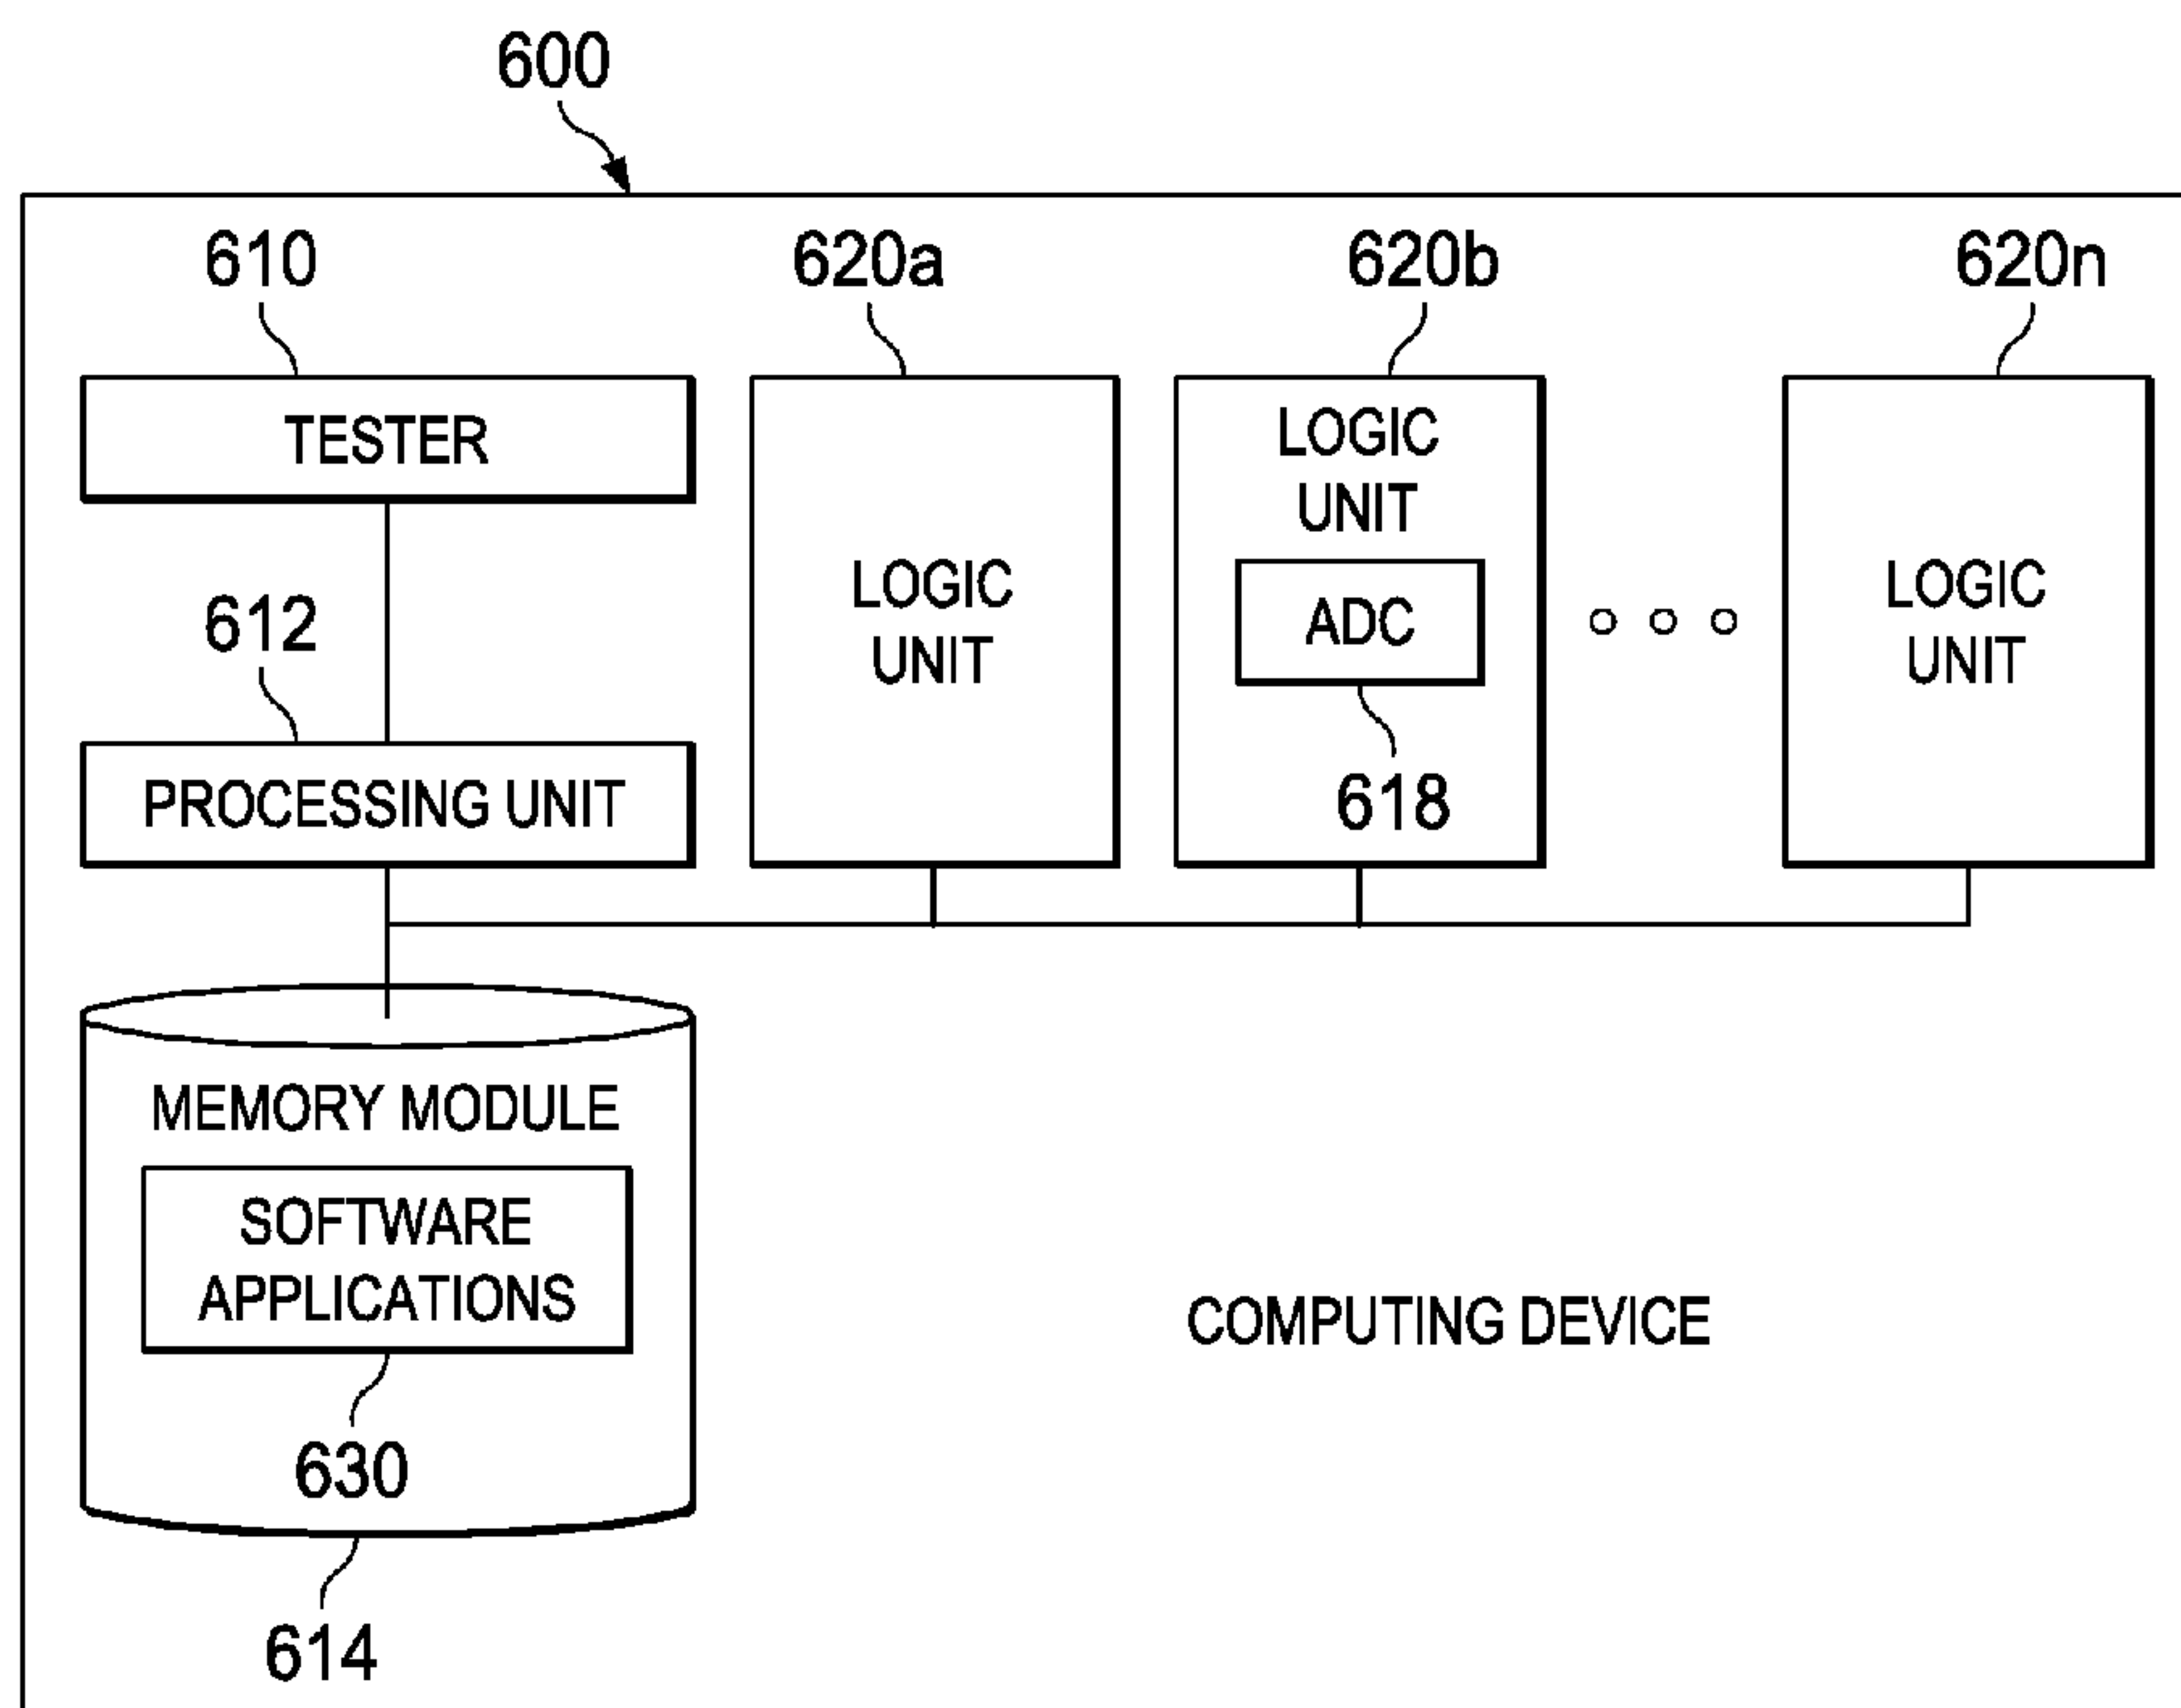 600
610
620a
620b
620n
TESTER
LOGIC
UNIT
LOGIC
UNIT
ADC
618
LOGIC
UNIT
612
PROCESSING UNIT
MEMORY MODULE
SOFTWARE
APPLICATIONS
630
614
COMPUTING DEVICE